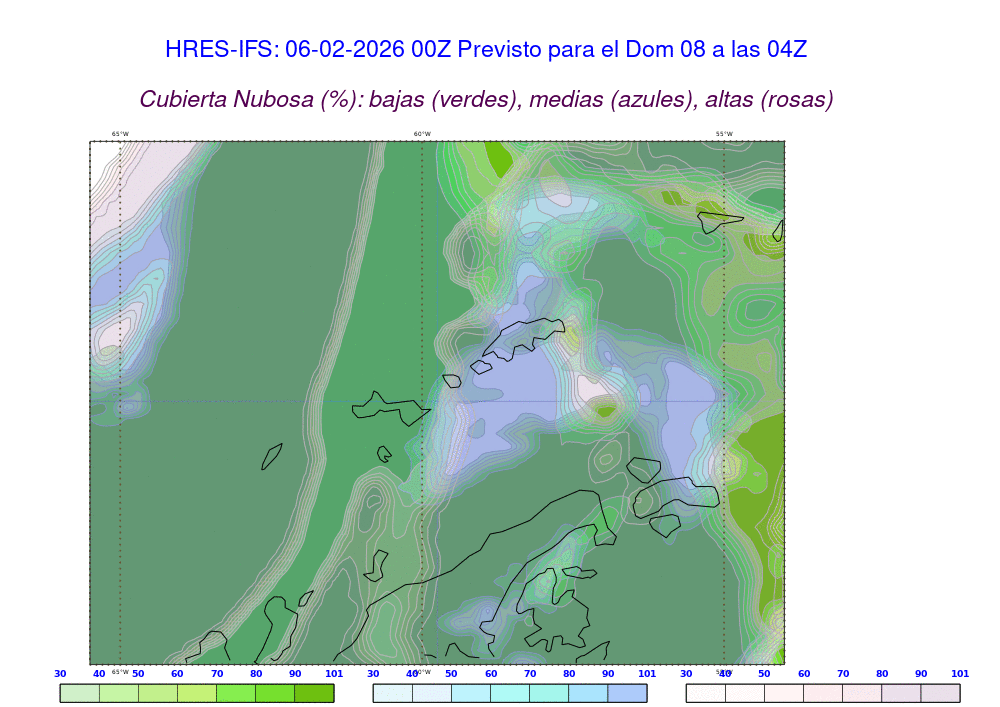 HRES-IFS: 06-02-2026 00Z Previsto para el Dom 08 a las 04Z
Cubierta Nubosa (%): bajas (verdes), medias (azules), altas (rosas)
65°W 60°W 55°W
65°W
30 40 50 60 70 80 90 101 30 40 50 60 70 80 90 101 30 40 50 60 70 80 90 101